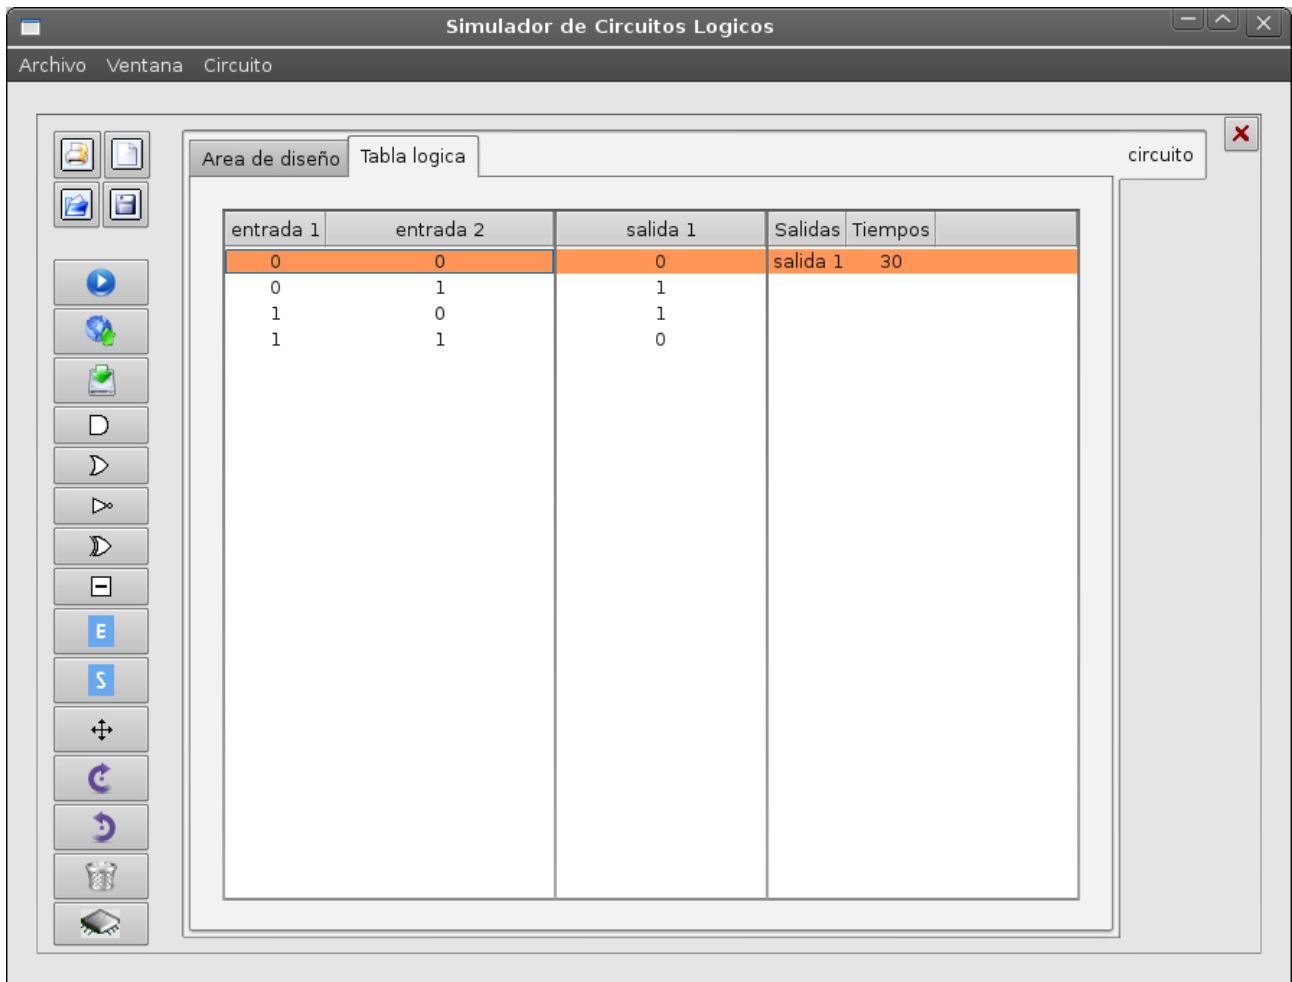 Simulador de Circuitos Logicos
Archivo Ventana Circuito
Area de diseño Tabla logica circuito
entrada 1 entrada 2 salida 1 Salidas Tiempos
0 0 0 salida 1 30
0 1 1
1 0 1
1 1 0
E
S